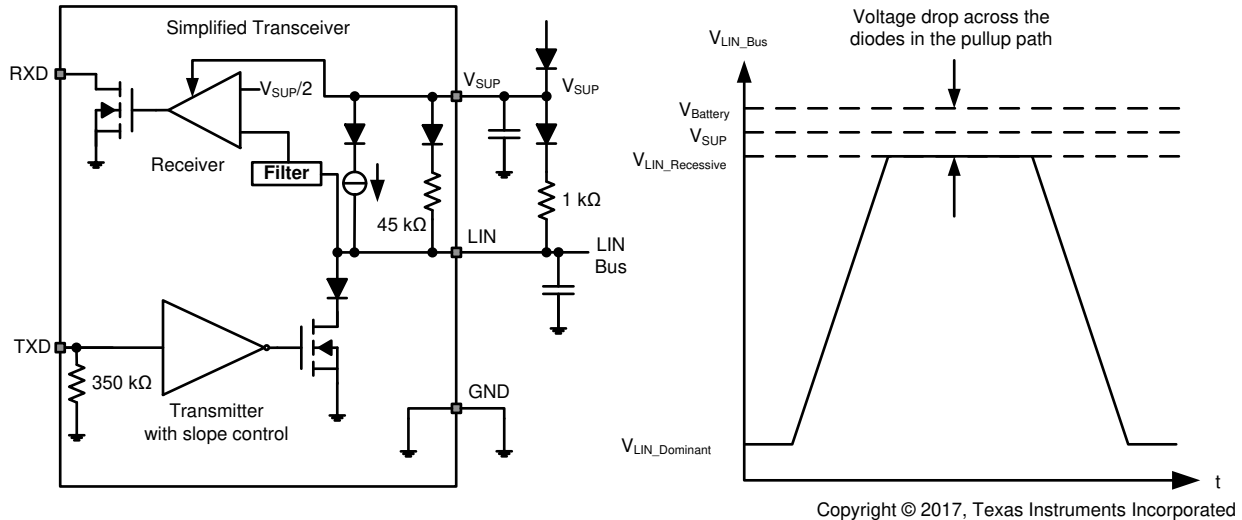 Simplified Transceiver
RXD
VSUP/2
VSUP
VSUP
Receiver
Filter
45 kΩ
1 kΩ
LIN
LIN
Bus
TXD
350 kΩ
Transmitter
with slope control
GND
Voltage drop across the
diodes in the pullup path
VLIN_Bus
VBattery
VSUP
VLIN_Recessive
VLIN_Dominant
t
Copyright © 2017, Texas Instruments Incorporated